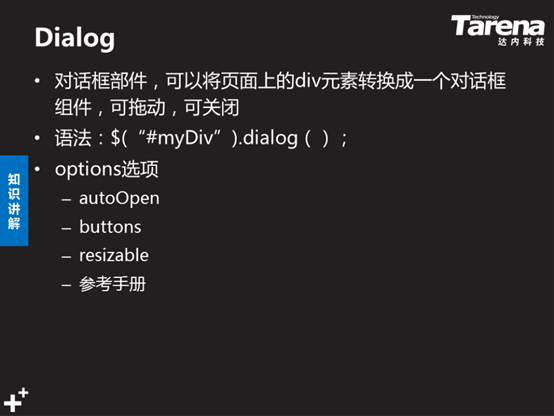 Dialog
Technology
Tarena
达内科技
• 对话框部件，可以将页面上的div元素转换成一个对话框
组件，可拖动，可关闭
• 语法：$(“#myDiv”).dialog（ ）；
• options选项
– autoOpen
– buttons
– resizable
– 参考手册
知识讲解